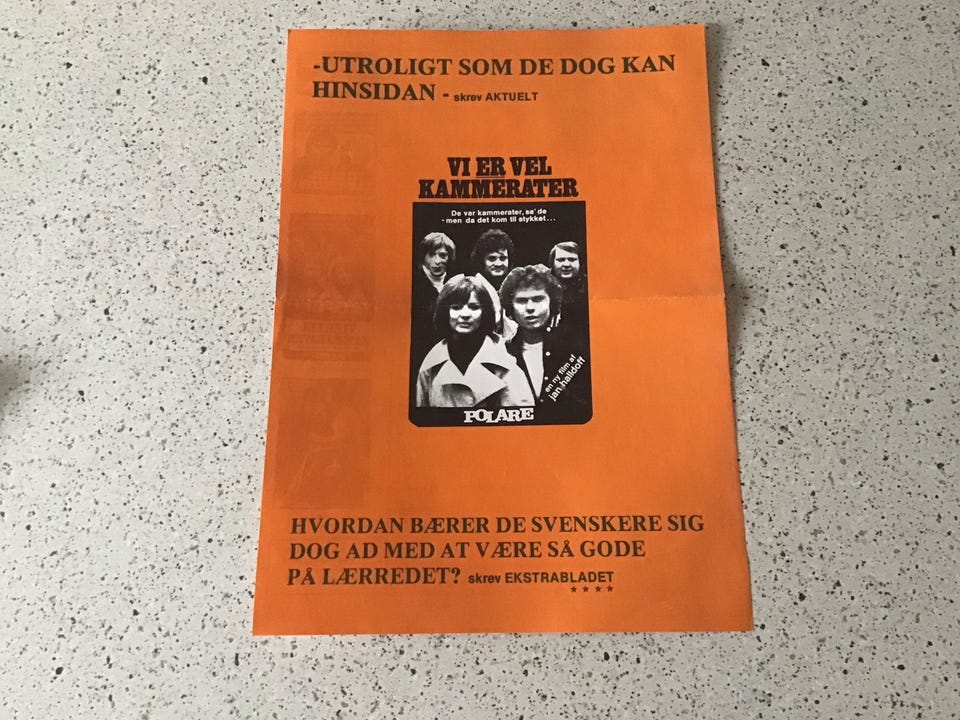 -UTROLIGT SOM DE DOG KAN
HINSIDAN - skrev AKTUELT
VI ER VEL
KAMMERATER
De var kammerater, sa' de
- men da det kom til stykket...
en ny film af
jan halldoff
POLARE
HVORDAN BÆRER DE SVENSKERE SIG
DOG AD MED AT VÆRE SÅ GODE
PÅ LÆRREDET? skrev EKSTRABLADET
★ ★ ★ ★